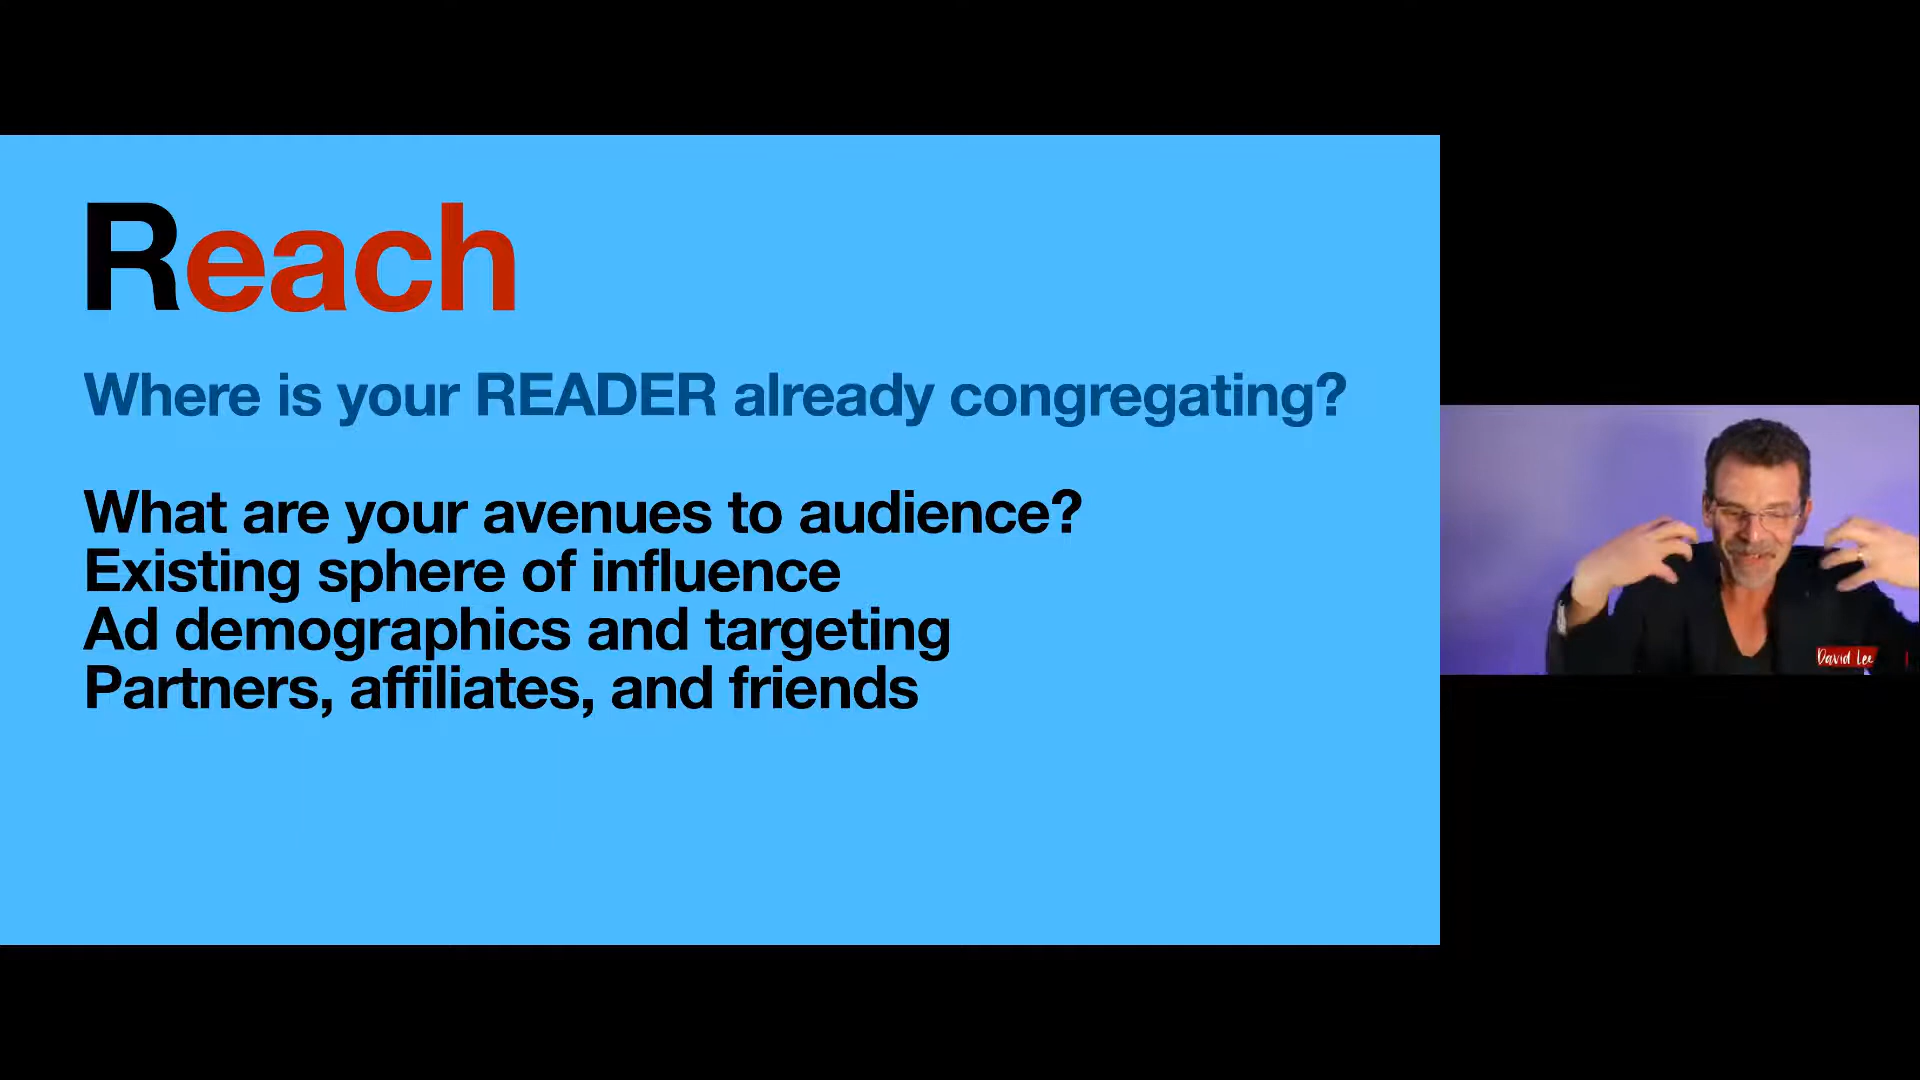 Reach
Where is your READER already congregating?
What are your avenues to audience?
Existing sphere of influence
Ad demographics and targeting
Partners, affiliates, and friends
David Lee